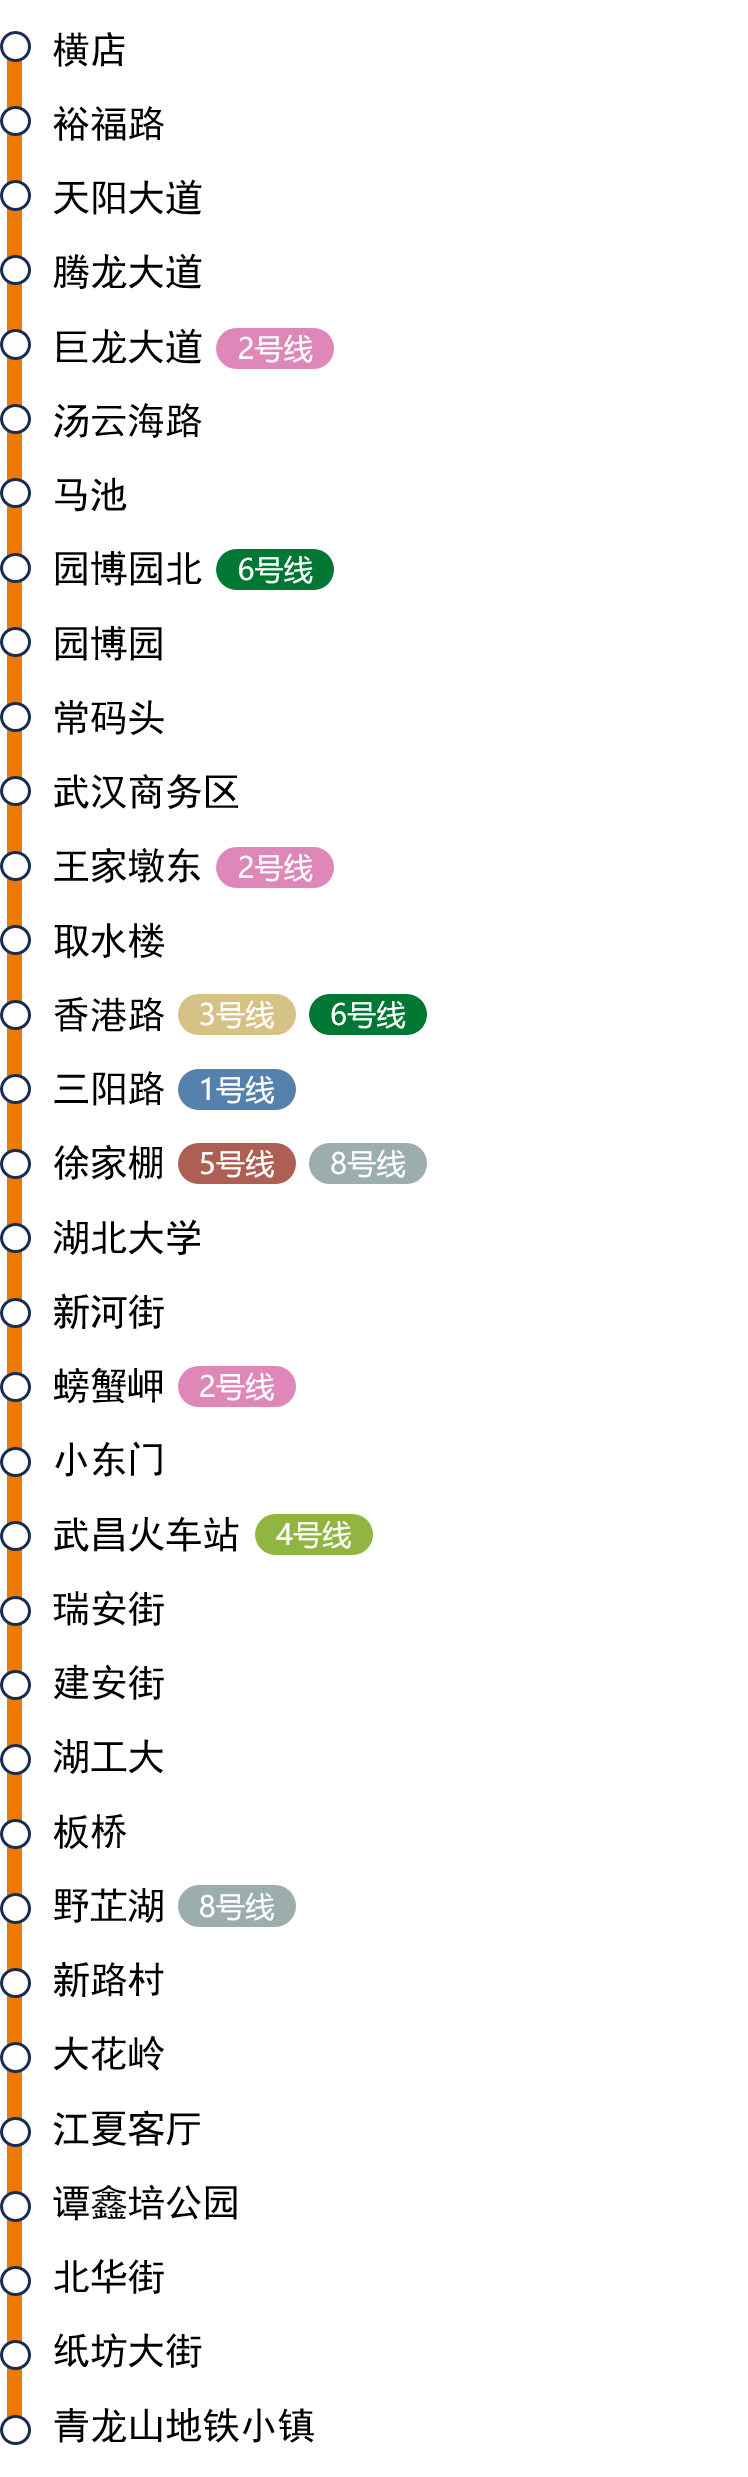 横店
裕福路
天阳大道
腾龙大道
巨龙大道 2号线
汤云海路
马池
园博园北 6号线
园博园
常码头
武汉商务区
王家墩东 2号线
取水楼
香港路 3号线 6号线
三阳路 1号线
徐家棚 5号线 8号线
湖北大学
新河街
螃蟹岬 2号线
小东门
武昌火车站 4号线
瑞安街
建安街
湖工大
板桥
野芷湖 8号线
新路村
大花岭
江夏客厅
谭鑫培公园
北华街
纸坊大街
青龙山地铁小镇